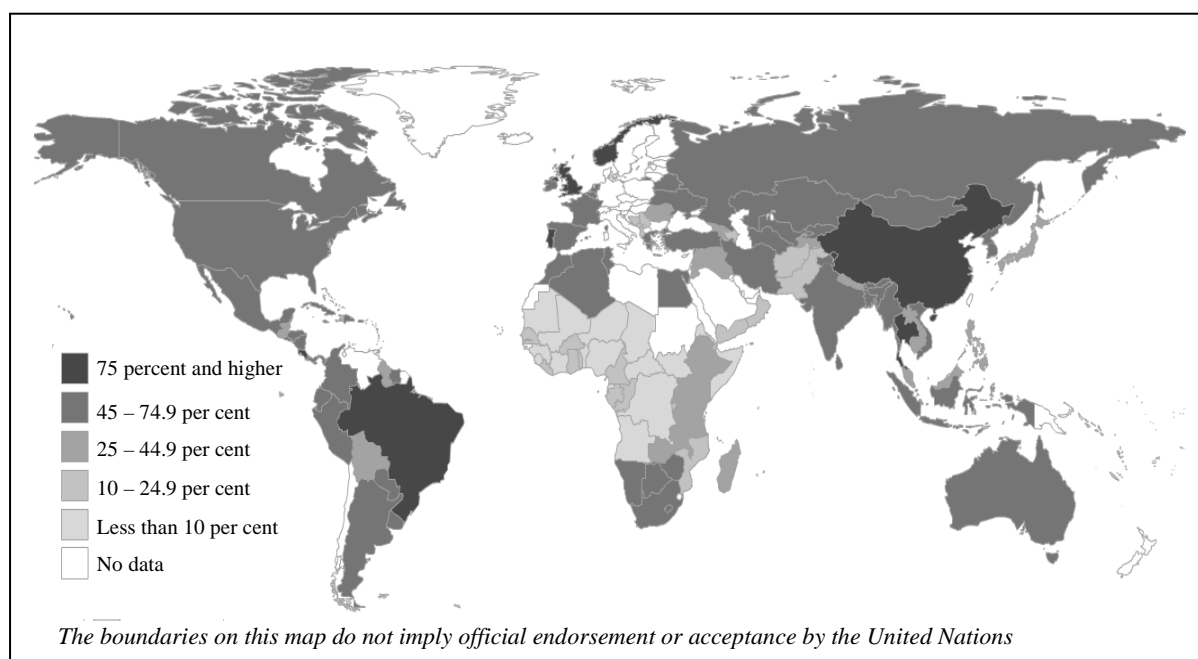 75 percent and higher
45 – 74.9 per cent
25 – 44.9 per cent
10 – 24.9 per cent
Less than 10 per cent
No data
The boundaries on this map do not imply official endorsement or acceptance by the United Nations